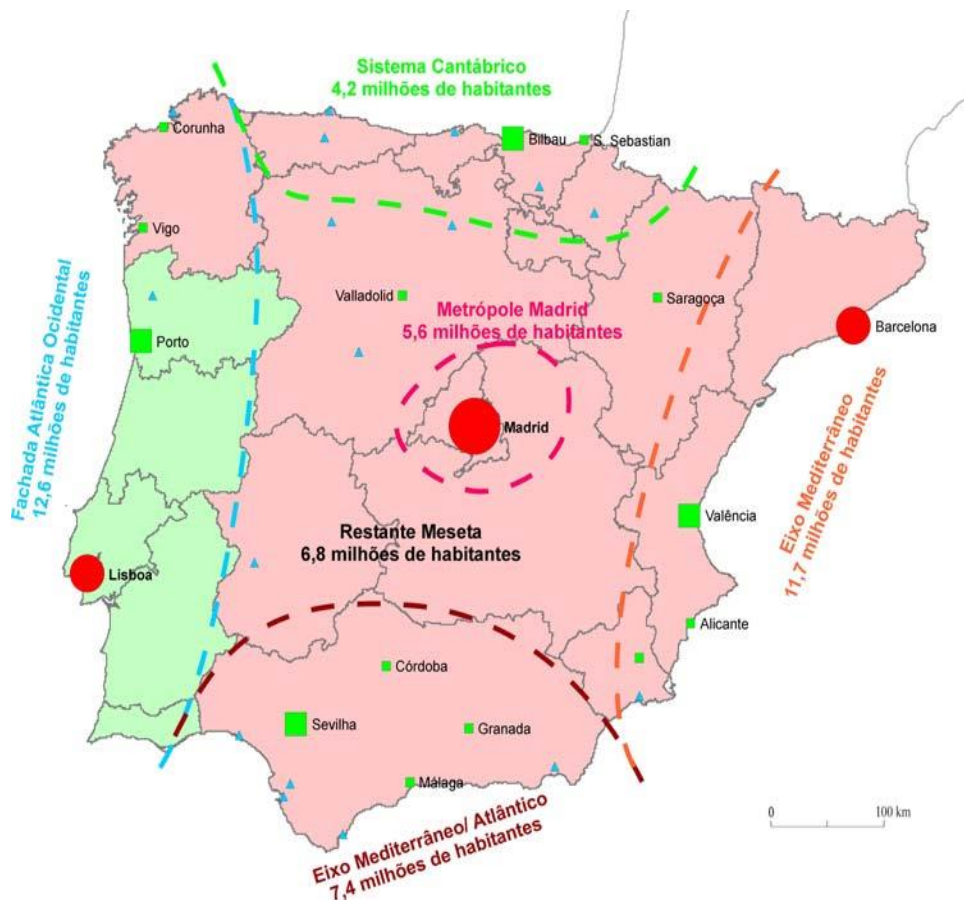 Sistema Cantábrico
4,2 milhões de habitantes
Corunha
Bilbau
S. Sebastian
Vigo
Valladolid
Saragoça
Metrópole Madrid
5,6 milhões de habitantes
Porto
Barcelona
Madrid
Fachada Atlântica Ocidental
12,6 milhões de habitantes
Eixo Mediterrâneo
11,7 milhões de habitantes
Valência
Restante Meseta
6,8 milhões de habitantes
Lisboa
Alicante
Córdoba
Sevilha
Granada
Málaga
Eixo Mediterrâneo/ Atlântico
7,4 milhões de habitantes
0 100 km